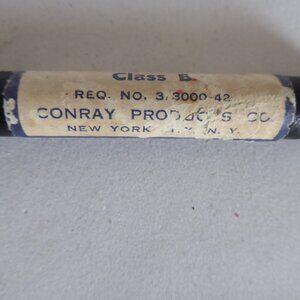 Class B
REQ. NO. 3/3000-42
CONRAY PRODUCTS CO.
NEW YORK N.Y.